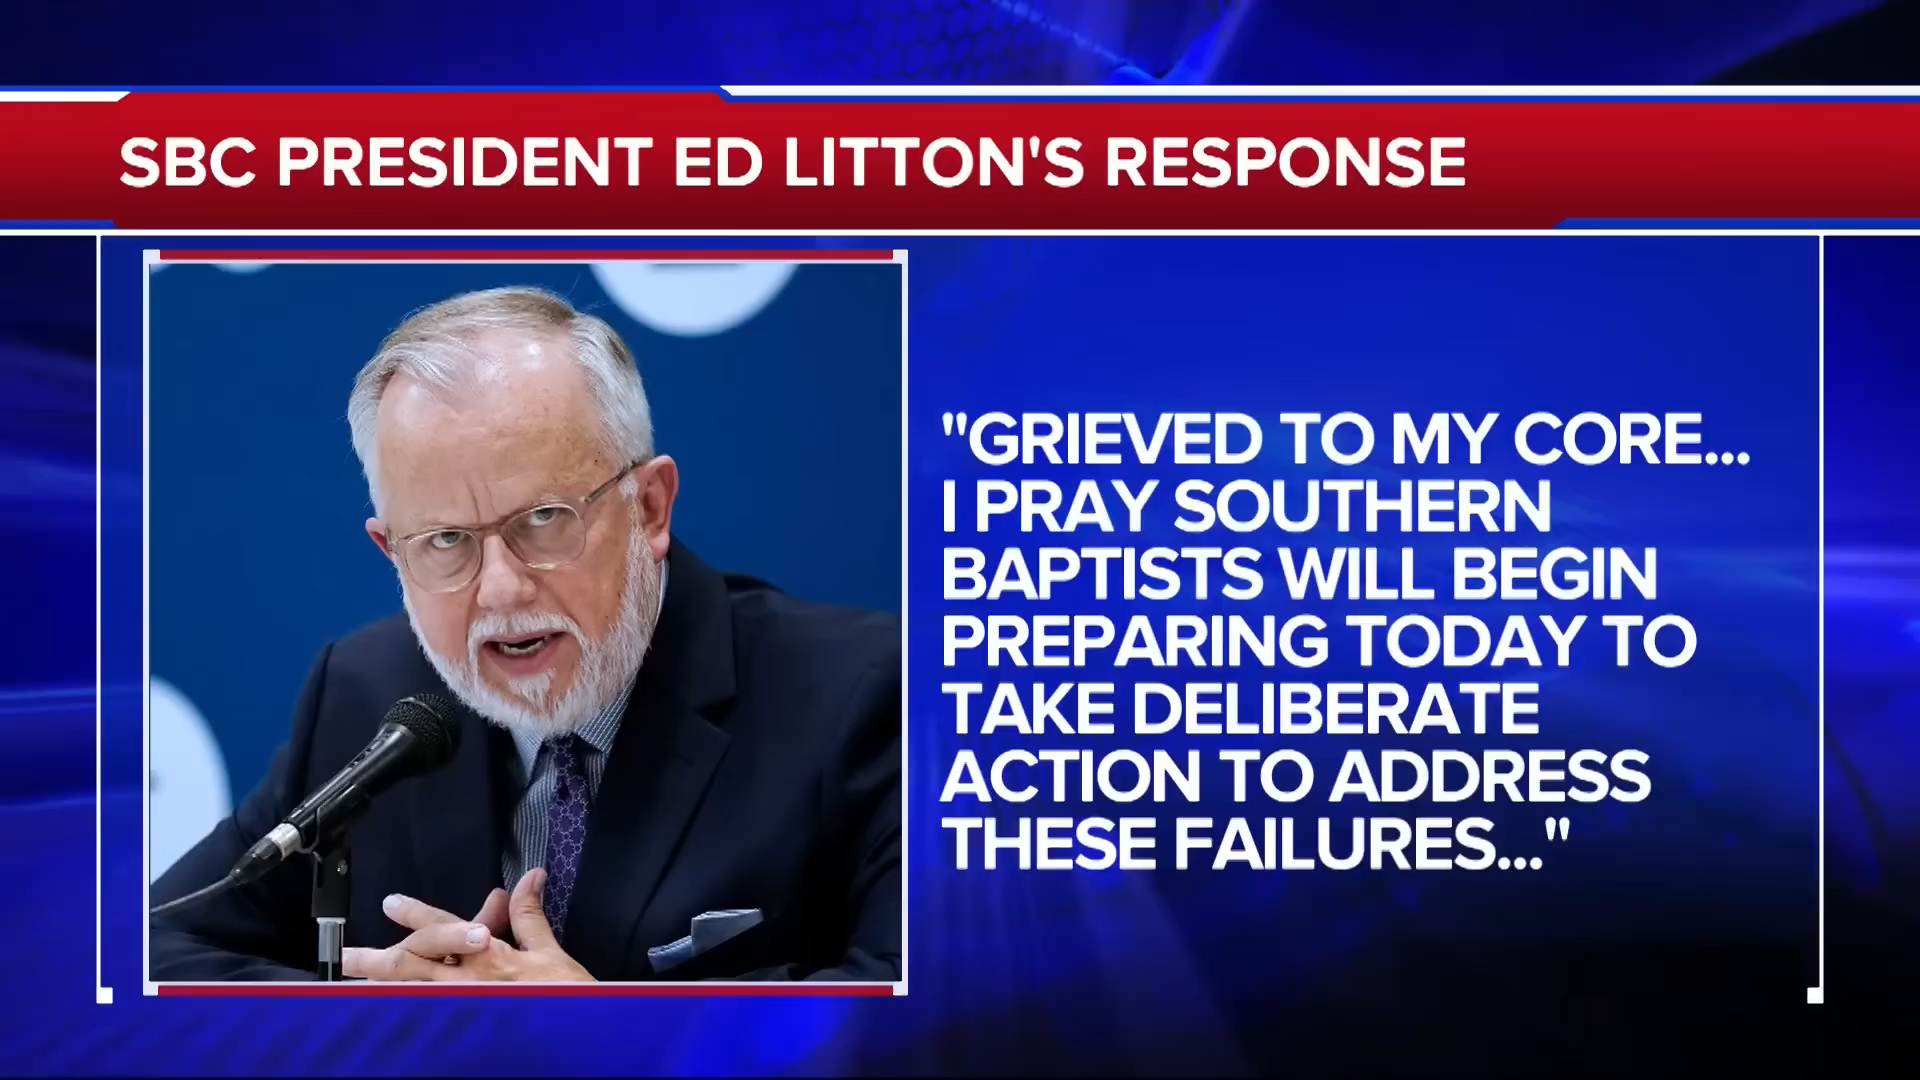 SBC PRESIDENT ED LITTON'S RESPONSE
"GRIEVED TO MY CORE...
I PRAY SOUTHERN
BAPTISTS WILL BEGIN
PREPARING TODAY TO
TAKE DELIBERATE
ACTION TO ADDRESS
THESE FAILURES..."